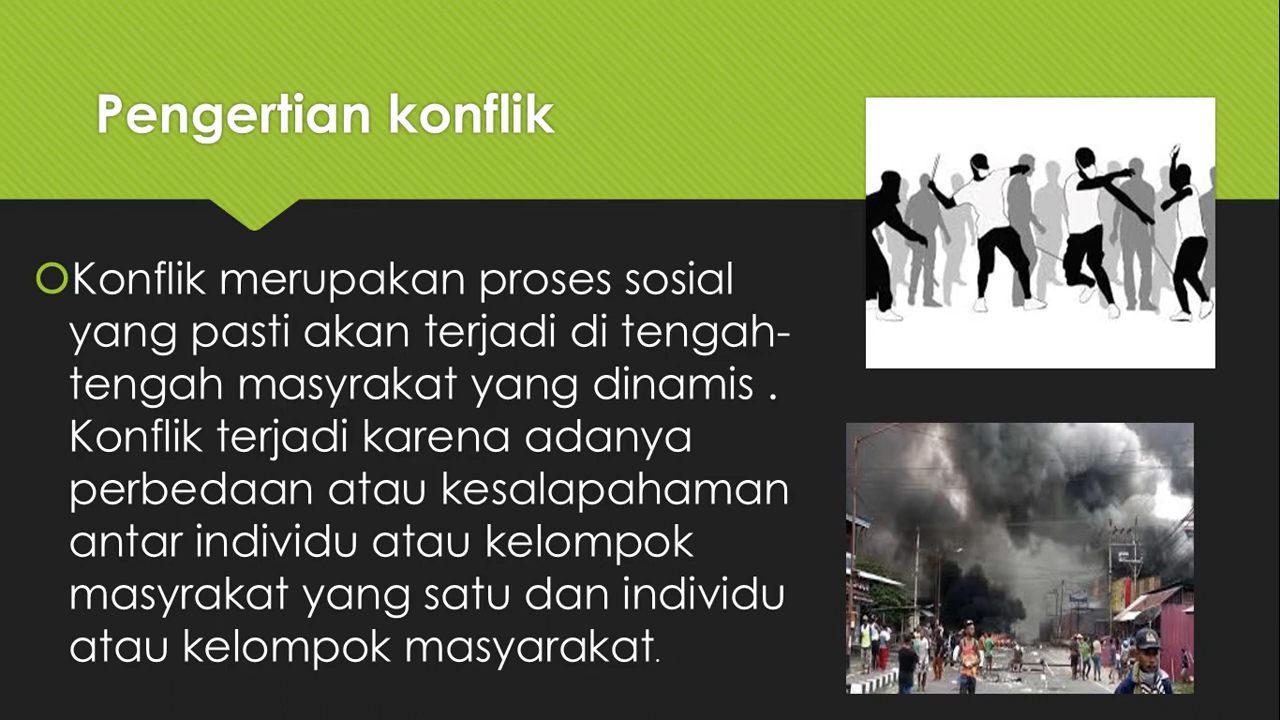 Pengertian konflik
Konflik merupakan proses sosial
yang pasti akan terjadi di tengah-
tengah masyrakat yang dinamis .
Konflik terjadi karena adanya
perbedaan atau kesalapahaman
antar individu atau kelompok
masyrakat yang satu dan individu
atau kelompok masyarakat.